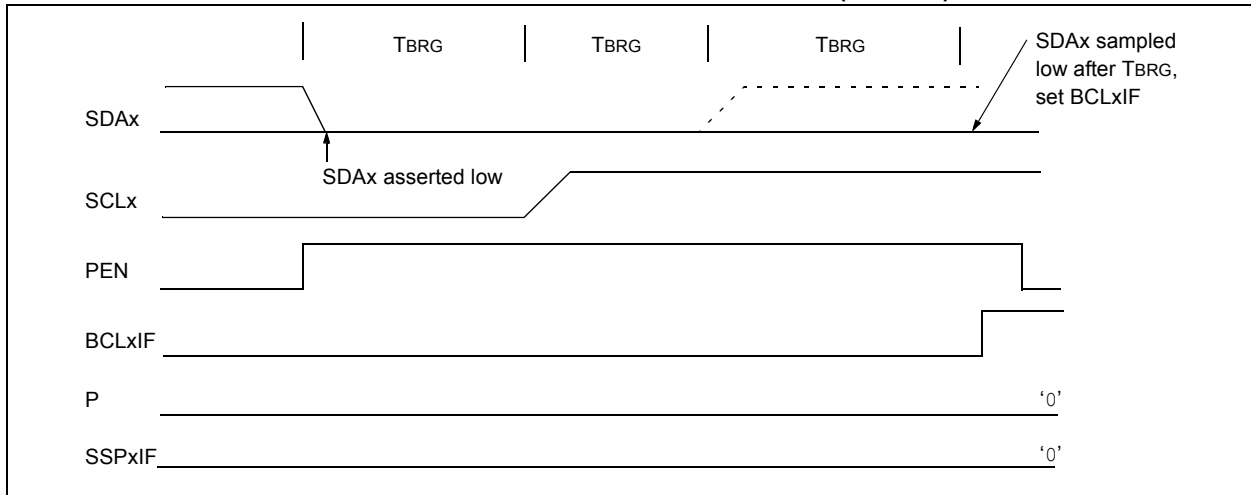 TBRG TBRG TBRG
SDAx sampled
low after TBRG,
set BCLxIF
SDAx
SDAx asserted low
SCLx
PEN
BCLxIF
P '0'
SSPxIF '0'